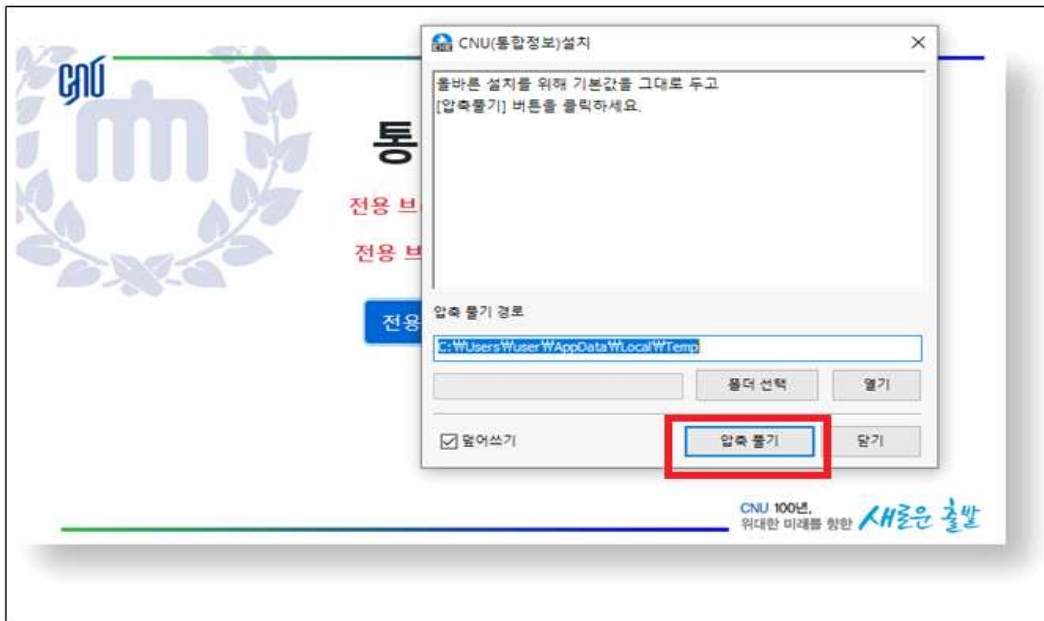 CNU(통합정보)설치
올바른 설치를 위해 기본값을 그대로 두고
[압축풀기] 버튼을 클릭하세요.
CNU
통
전용 브
전용 브
전용
압축 풀기 경로
C:₩Users₩user₩AppData₩Local₩Temp
폴더 선택
열기
덮어쓰기
압축 풀기
닫기
CNU 100년,
위대한 미래를 향한 새로운 출발